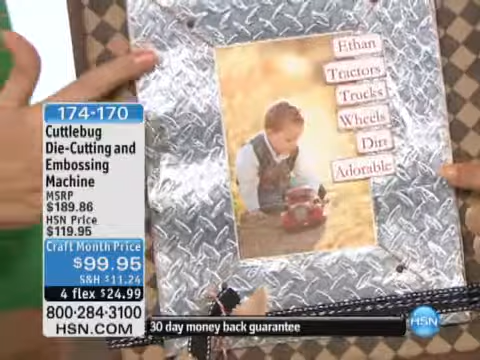 174-170
Cuttlebug
Die-Cutting and
Embossing
Machine
MSRP
$189.86
HSN Price
$119.95
Craft Month Price
$99.95
S&H $11.24
4 flex $24.99
800·284·3100
HSN.COM
Ethan
Tractors
Trucks
Wheels
Dirt
Adorable
30 day money back guarantee
HSN